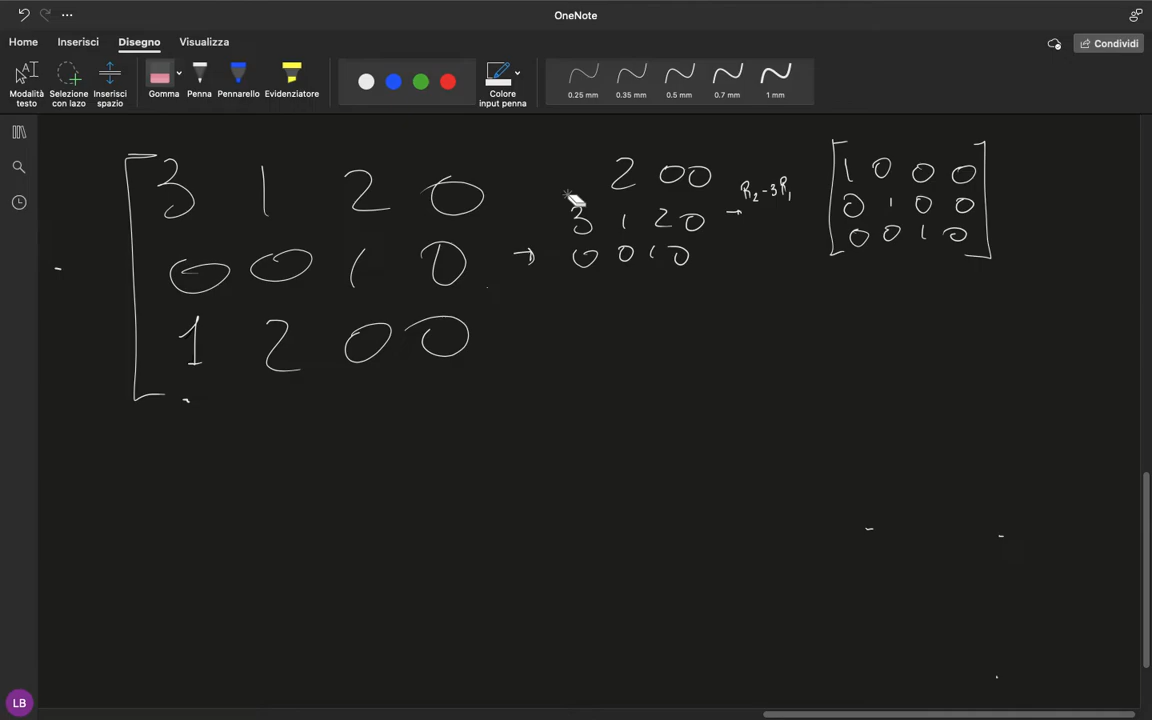 OneNote
Home Inserisci Disegno Visualizza
Condividi
Modalità testo
Selezione con lazo
Inserisci spazio
Gomma
Penna
Pennarello
Evidenziatore
Colore input penna
0.25 mm
0.35 mm
0.5 mm
0.7 mm
1 mm
3 1 2 0
0 0 1 0
1 2 0 0
2 0 0
3 1 2 0
→ 0 0 1 0
→ R₂-3R₁
1 0 0 0
0 1 0 0
0 0 1 0
LB